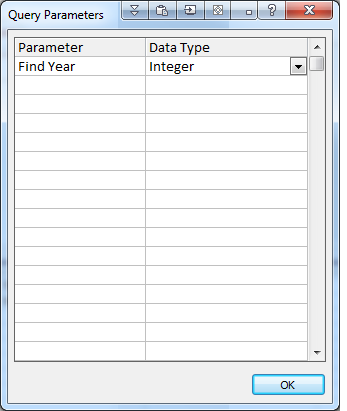 Query Parameters
Parameter Data Type
Find Year Integer
OK